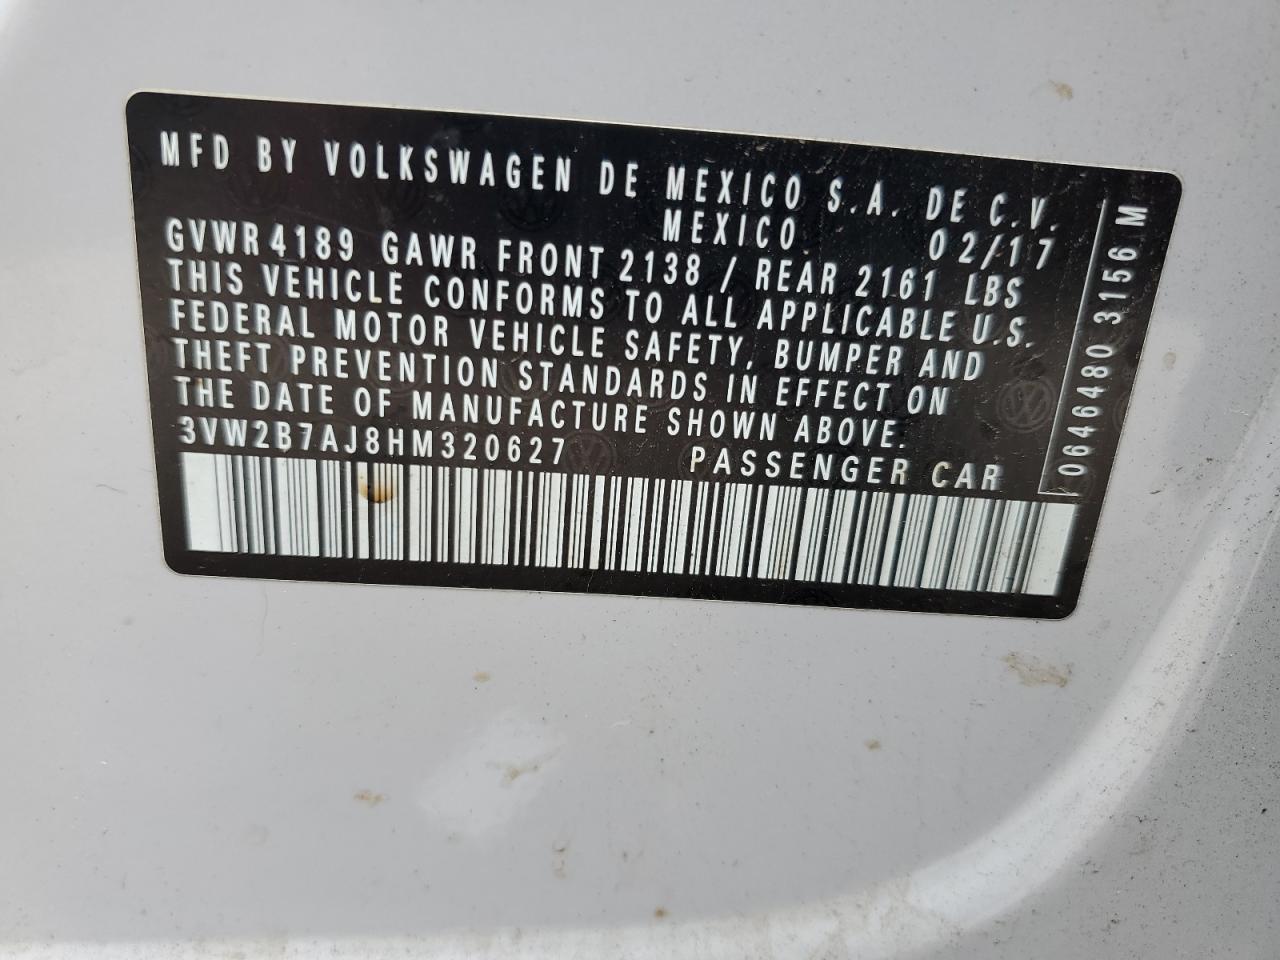 MFD BY VOLKSWAGEN DE MEXICO S.A. DE C.V.
MEXICO 02/17
GVWR 4189 GAWR FRONT 2138 / REAR 2161 LBS
THIS VEHICLE CONFORMS TO ALL APPLICABLE U.S.
FEDERAL MOTOR VEHICLE SAFETY, BUMPER AND
THEFT PREVENTION STANDARDS IN EFFECT ON
THE DATE OF MANUFACTURE SHOWN ABOVE.
3VW2B7AJ8HM320627 PASSENGER CAR
0646480 3156 M